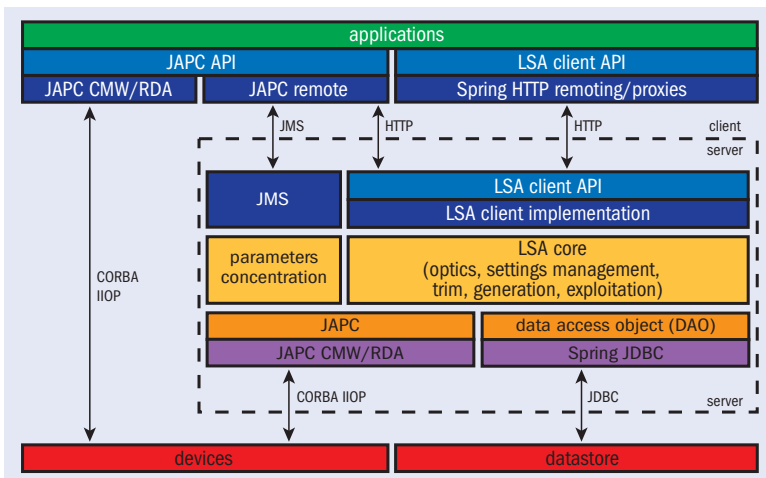 applications
JAPC API
LSA client API
JAPC CMW/RDA
JAPC remote
Spring HTTP remoting/proxies
JMS
HTTP
HTTP
client
server
JMS
LSA client API
LSA client implementation
parameters
concentration
LSA core
(optics, settings management,
trim, generation, exploitation)
CORBA
IIOP
JAPC
data access object (DAO)
JAPC CMW/RDA
Spring JDBC
CORBA IIOP
JDBC
server
devices
datastore